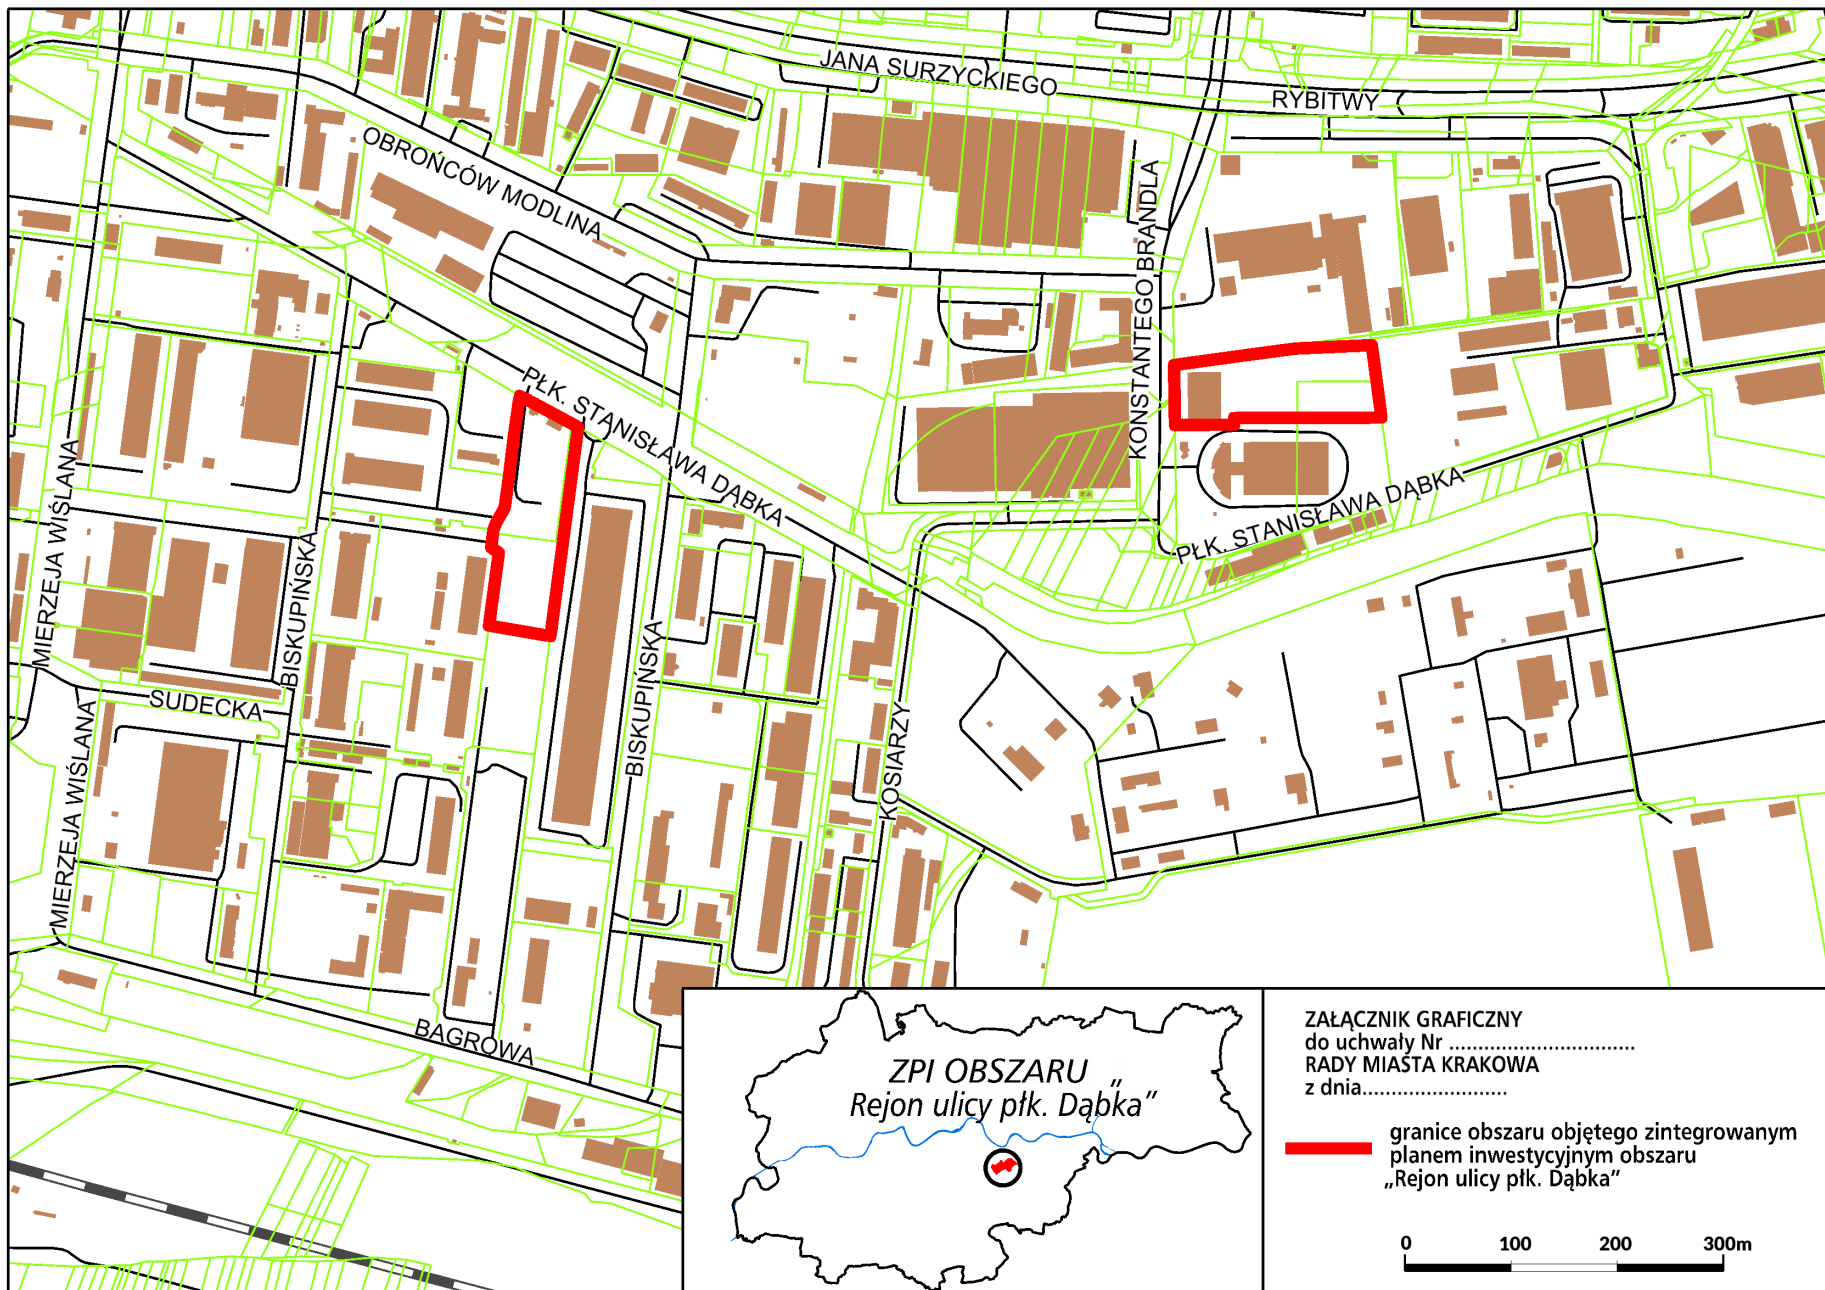 JANA SURZYCKIEGO
RYBITWY
OBROŃCÓW MODLINA
KONSTANTEGO BRANDLA
PŁK. STANISŁAWA DĄBKA
PŁK. STANISŁAWA DĄBKA
MIERZEJA WIŚLANA
BISKUPIŃSKA
BISKUPIŃSKA
SUDECKA
MIERZEJA WIŚLANA
KOSIARZY
BAGROWA
ZPI OBSZARU „
Rejon ulicy płk. Dąbka”
ZAŁĄCZNIK GRAFICZNY
do uchwały Nr ................................
RADY MIASTA KRAKOWA
z dnia.........................
granice obszaru objętego zintegrowanym
planem inwestycyjnym obszaru
„Rejon ulicy płk. Dąbka”
0 100 200 300m